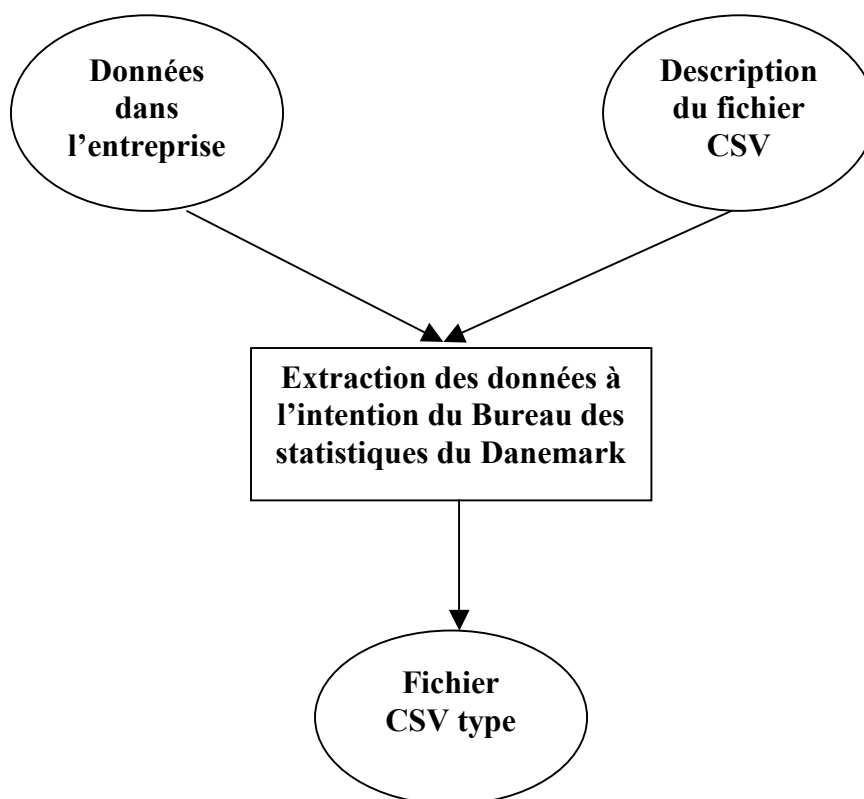 Données
dans
l’entreprise
Description
du fichier
CSV
Extraction des données à
l’intention du Bureau des
statistiques du Danemark
Fichier
CSV type